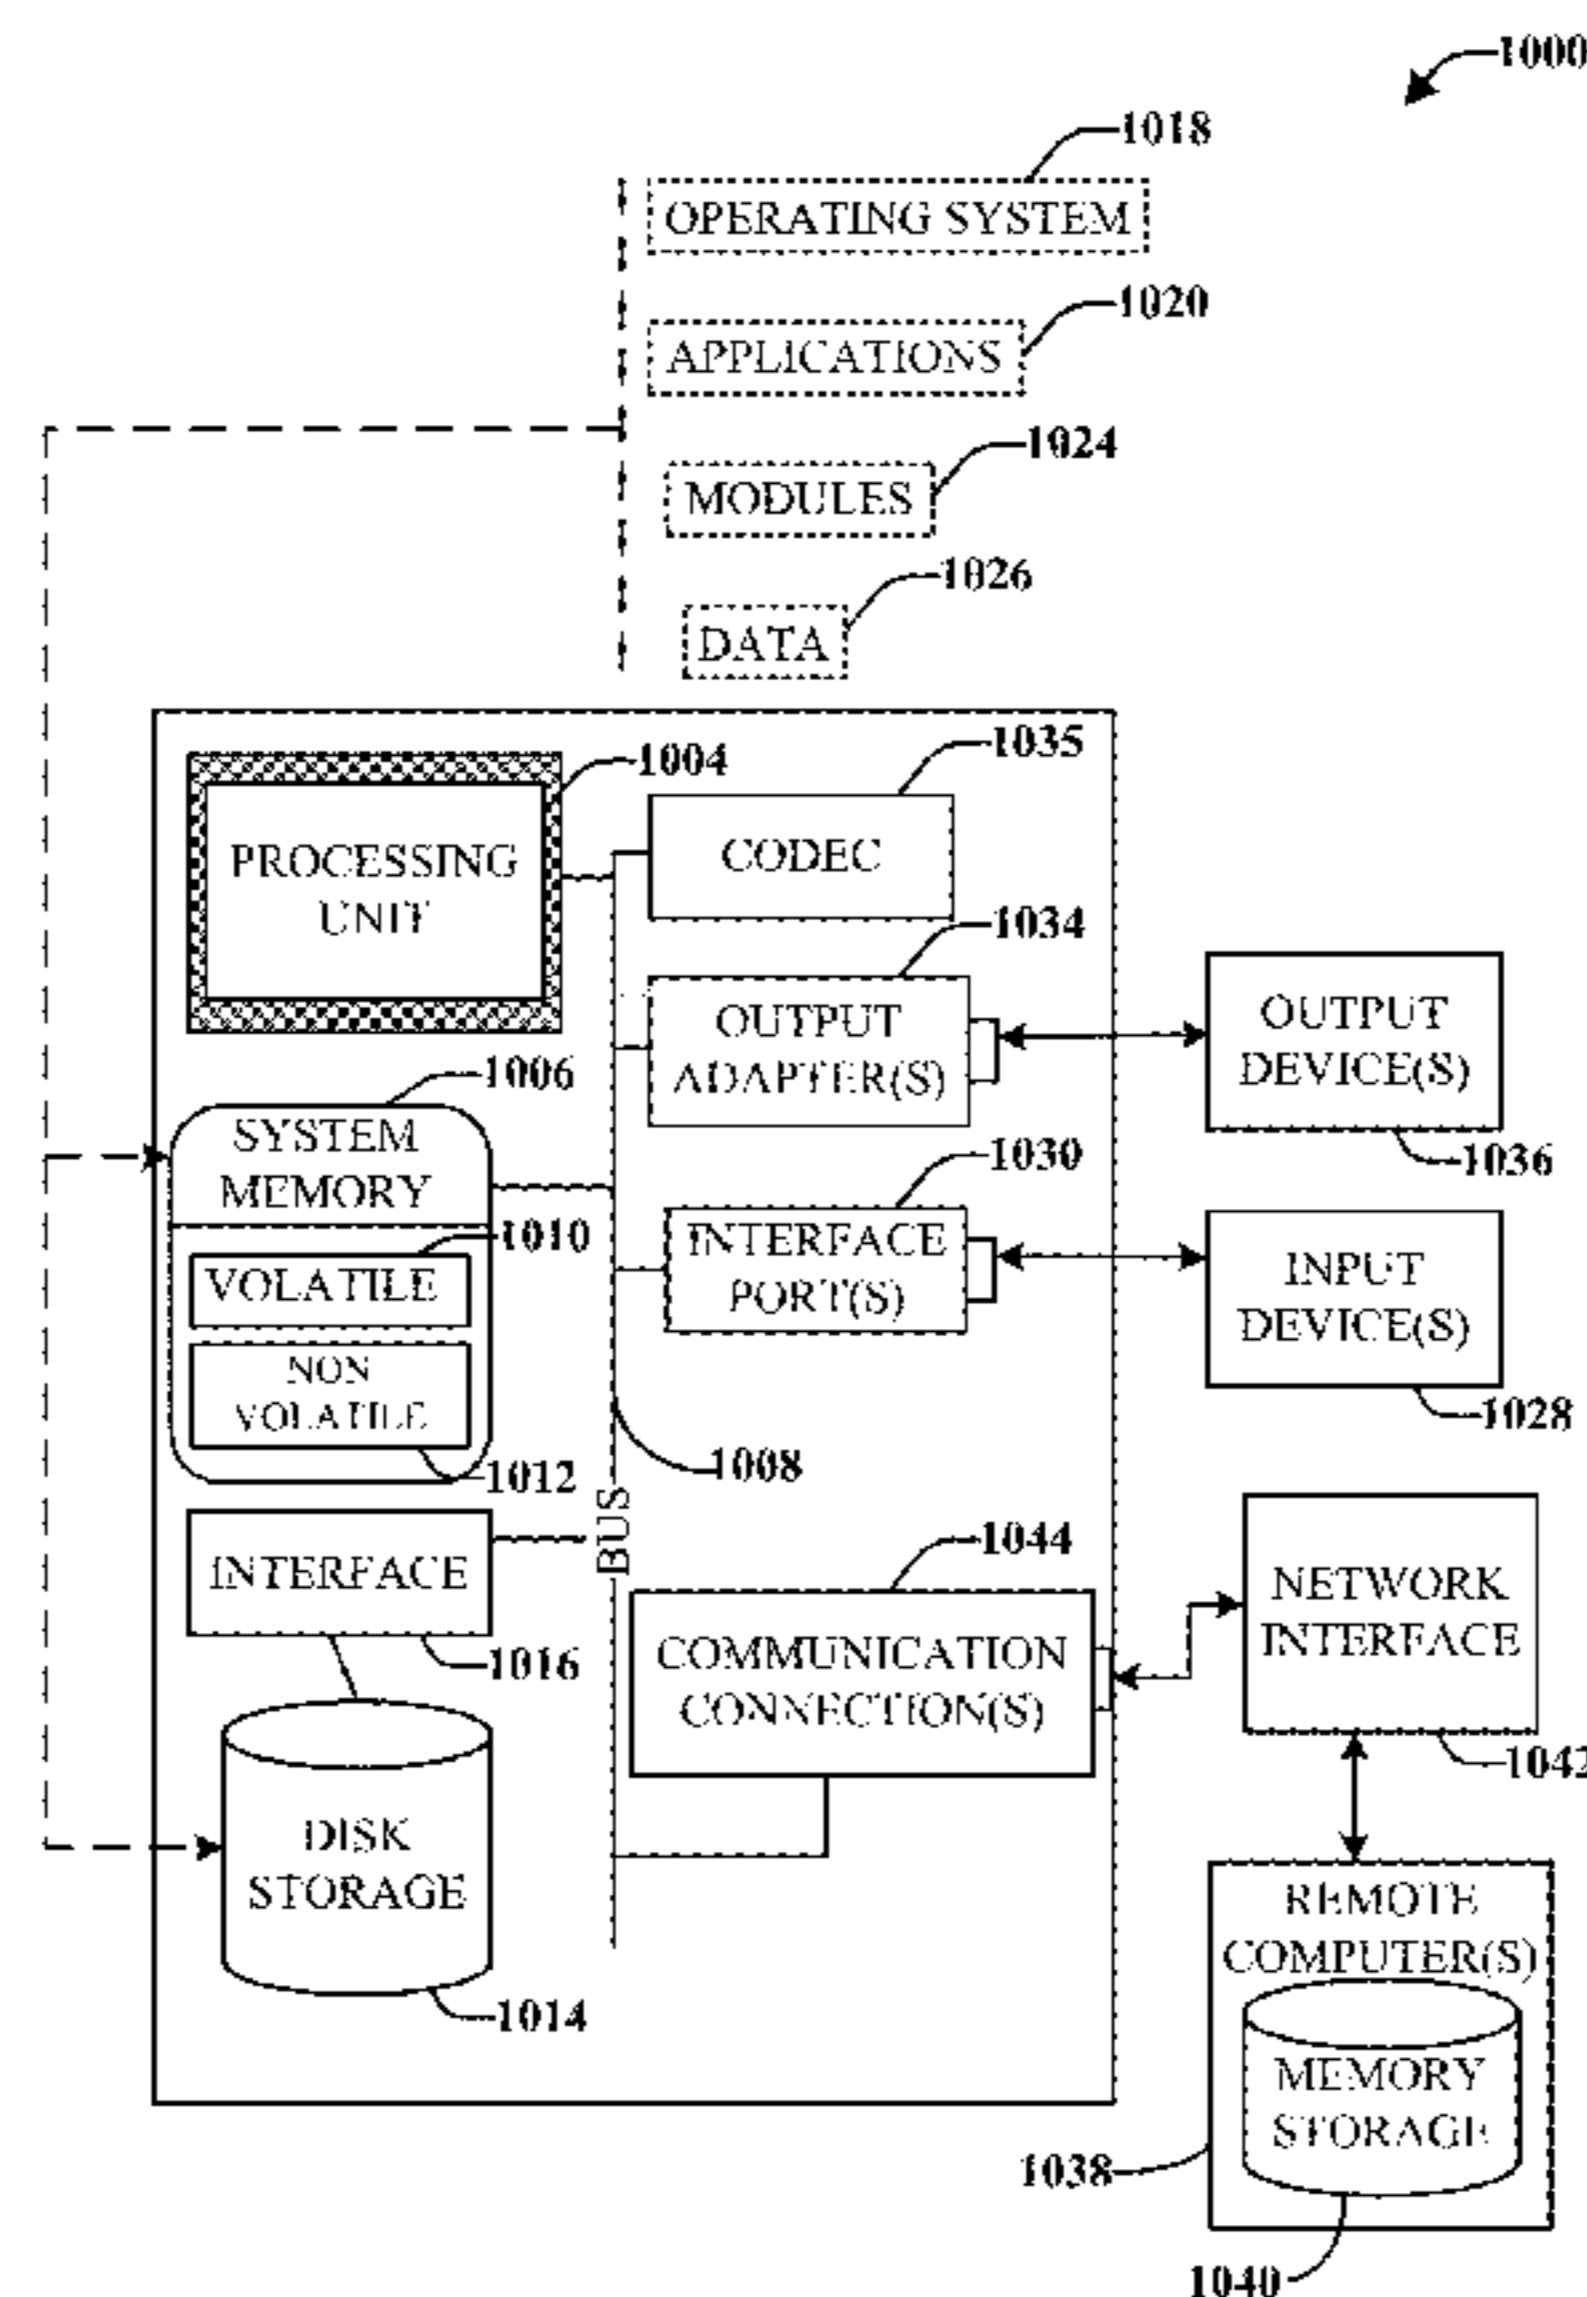 1000
1018
OPERATING SYSTEM
1020
APPLICATIONS
1024
MODULES
1026
DATA
1004
PROCESSING
UNIT
1035
CODEC
1034
OUTPUT
ADAPTER(S)
OUTPUT
DEVICE(S)
1036
1006
SYSTEM
MEMORY
1010
VOLATILE
NON
VOLATILE
1012
1030
INTERFACE
PORT(S)
INPUT
DEVICE(S)
1028
1008
BUS
INTERFACE
1016
1044
COMMUNICATION
CONNECTION(S)
NETWORK
INTERFACE
1042
DISK
STORAGE
1014
REMOTE
COMPUTER(S)
MEMORY
STORAGE
1038
1040